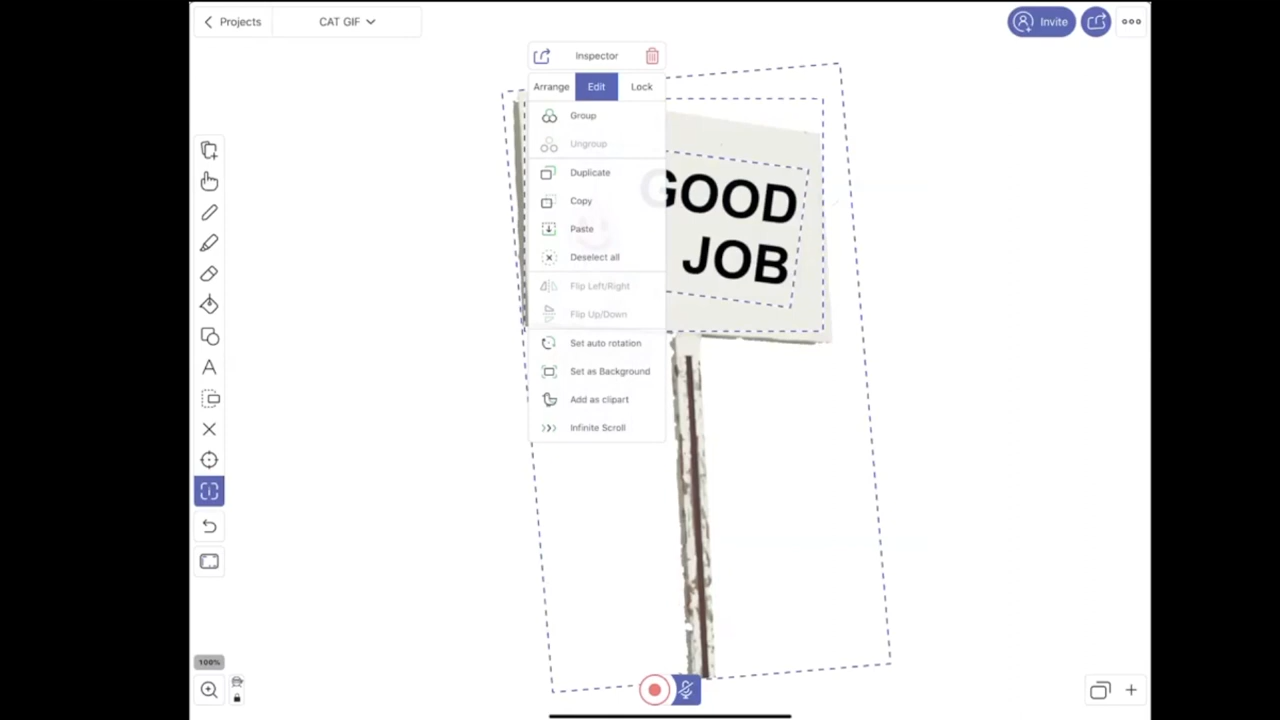 Projects
CAT GIF
Invite
Inspector
Arrange Edit Lock
Group
Ungroup
Duplicate
Copy
Paste
Deselect all
Flip Left/Right
Flip Up/Down
Set auto rotation
Set as Background
Add as clipart
Infinite Scroll
GOOD
JOB
100%